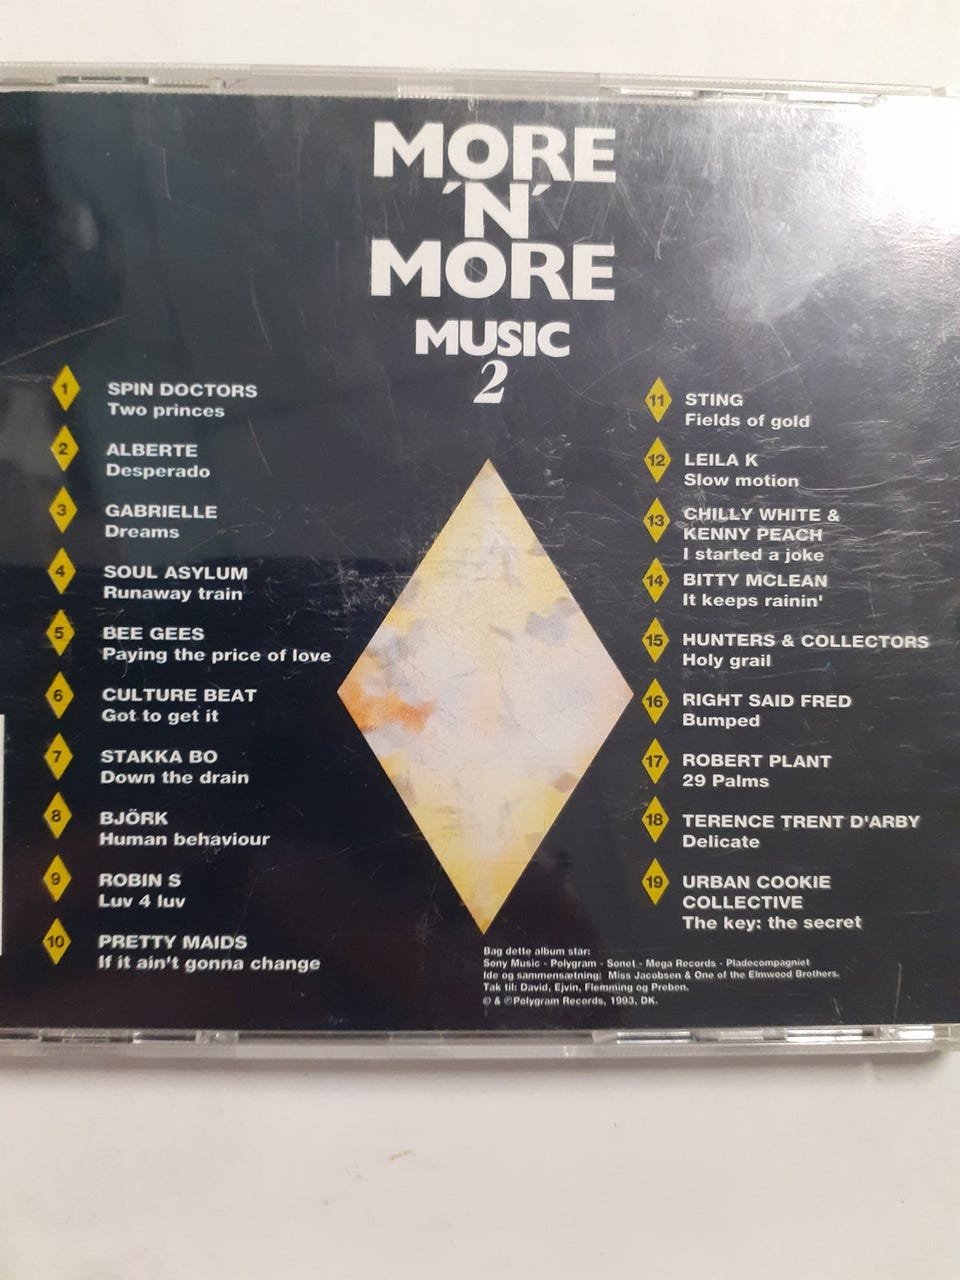 MORE
'N'
MORE
MUSIC
2
1 SPIN DOCTORS
Two princes
2 ALBERTE
Desperado
3 GABRIELLE
Dreams
4 SOUL ASYLUM
Runaway train
5 BEE GEES
Paying the price of love
6 CULTURE BEAT
Got to get it
7 STAKKA BO
Down the drain
8 BJÖRK
Human behaviour
9 ROBIN S
Luv 4 luv
10 PRETTY MAIDS
If it ain't gonna change
11 STING
Fields of gold
12 LEILA K
Slow motion
13 CHILLY WHITE &
KENNY PEACH
I started a joke
14 BITTY MCLEAN
It keeps rainin'
15 HUNTERS & COLLECTORS
Holy grail
16 RIGHT SAID FRED
Bumped
17 ROBERT PLANT
29 Palms
18 TERENCE TRENT D'ARBY
Delicate
19 URBAN COOKIE
COLLECTIVE
The key: the secret
Bag dette album står:
Sony Music - Polygram - Sonet - Mega Records - Pladecompagniet
Ide og sammensætning: Miss Jacobsen & One of the Elmwood Brothers.
Tak til: David, Ejvin, Flemming og Preben.
© & ℗Polygram Records, 1993, DK.